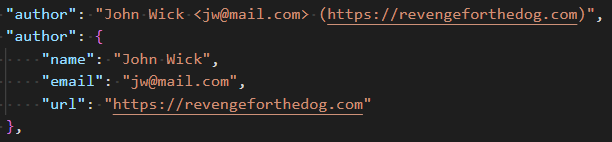 "author": "John Wick <jw@mail.com> (https://revengeforthedog.com)",
"author": {
    "name": "John Wick",
    "email": "jw@mail.com",
    "url": "https://revengeforthedog.com"
},